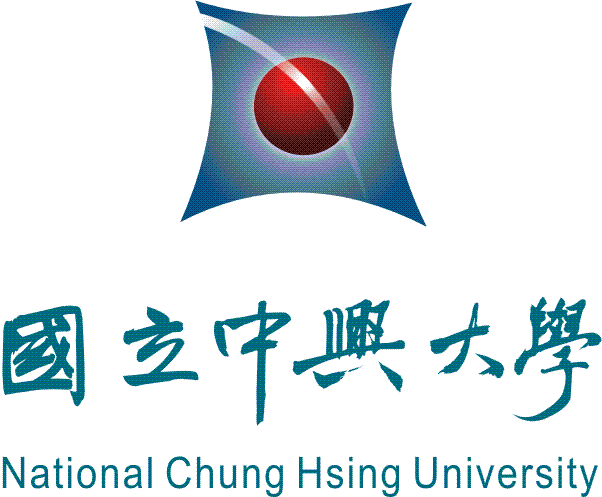 國立中興大學
National Chung Hsing University